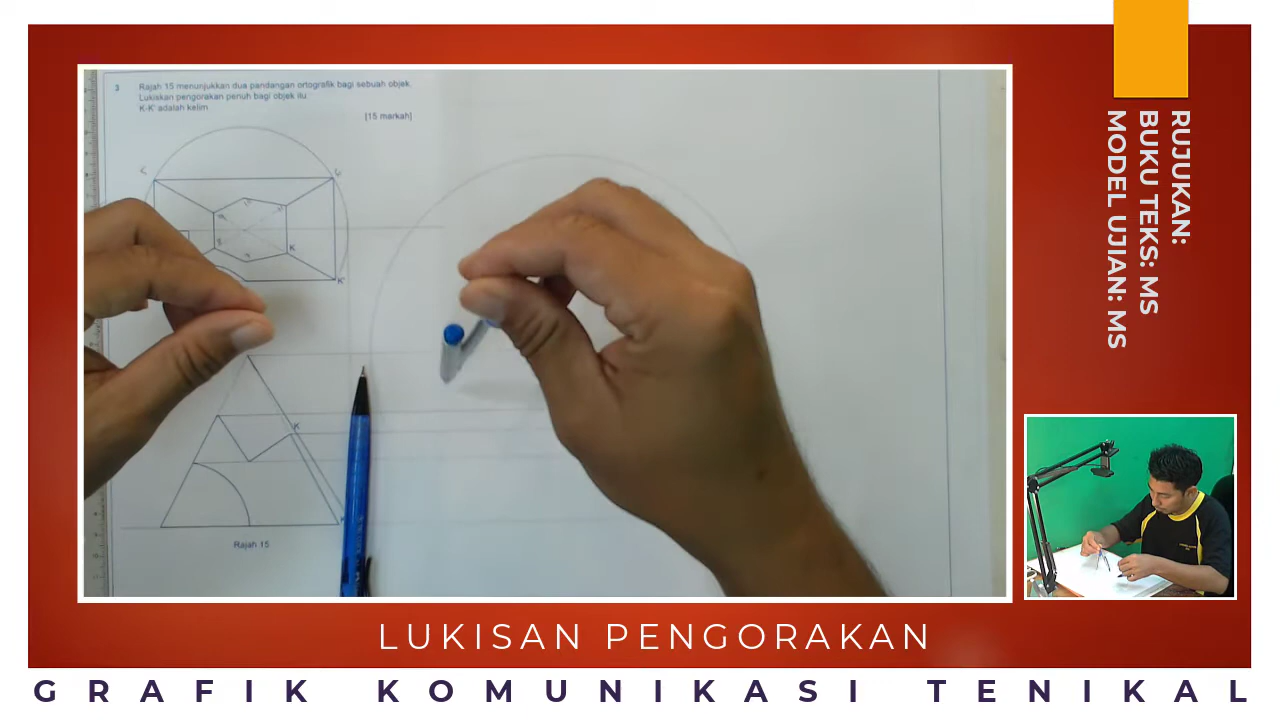 3 Rajah 15 menunjukkan dua pandangan ortografik bagi sebuah objek.
Lukiskan pengorakan penuh bagi objek itu.
K-K' adalah kelim
[15 markah]
K
K'
K
Rajah 15
RUJUKAN:
BUKU TEKS: MS
MODEL UJIAN: MS
LUKISAN PENGORAKAN
GRAFIK KOMUNIKASI TENIKAL